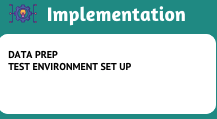 Implementation
DATA PREP
TEST ENVIRONMENT SET UP